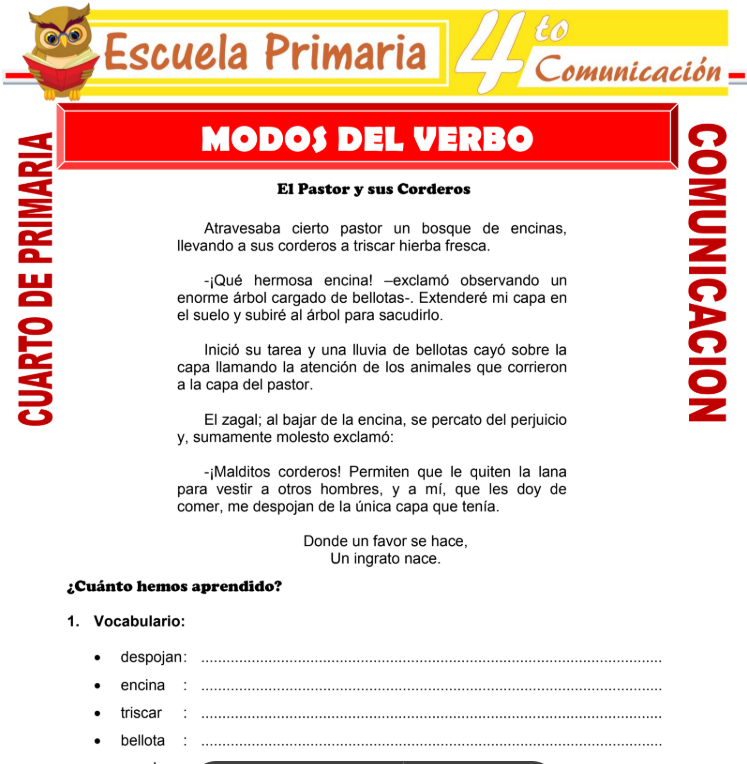 Escuela Primaria 4to Comunicación
MODOS DEL VERBO
CUARTO DE PRIMARIA
COMUNICACION
El Pastor y sus Corderos
Atravesaba cierto pastor un bosque de encinas,
llevando a sus corderos a triscar hierba fresca.
-¡Qué hermosa encina! –exclamó observando un
enorme árbol cargado de bellotas-. Extenderé mi capa en
el suelo y subiré al árbol para sacudirlo.
Inició su tarea y una lluvia de bellotas cayó sobre la
capa llamando la atención de los animales que corrieron
a la capa del pastor.
El zagal; al bajar de la encina, se percato del perjuicio
y, sumamente molesto exclamó:
-¡Malditos corderos! Permiten que le quiten la lana
para vestir a otros hombres, y a mí, que les doy de
comer, me despojan de la única capa que tenía.
Donde un favor se hace,
Un ingrato nace.
¿Cuánto hemos aprendido?
1. Vocabulario:
• despojan: ..............................................................................................................
• encina : ..............................................................................................................
• triscar : ..............................................................................................................
• bellota : ..............................................................................................................